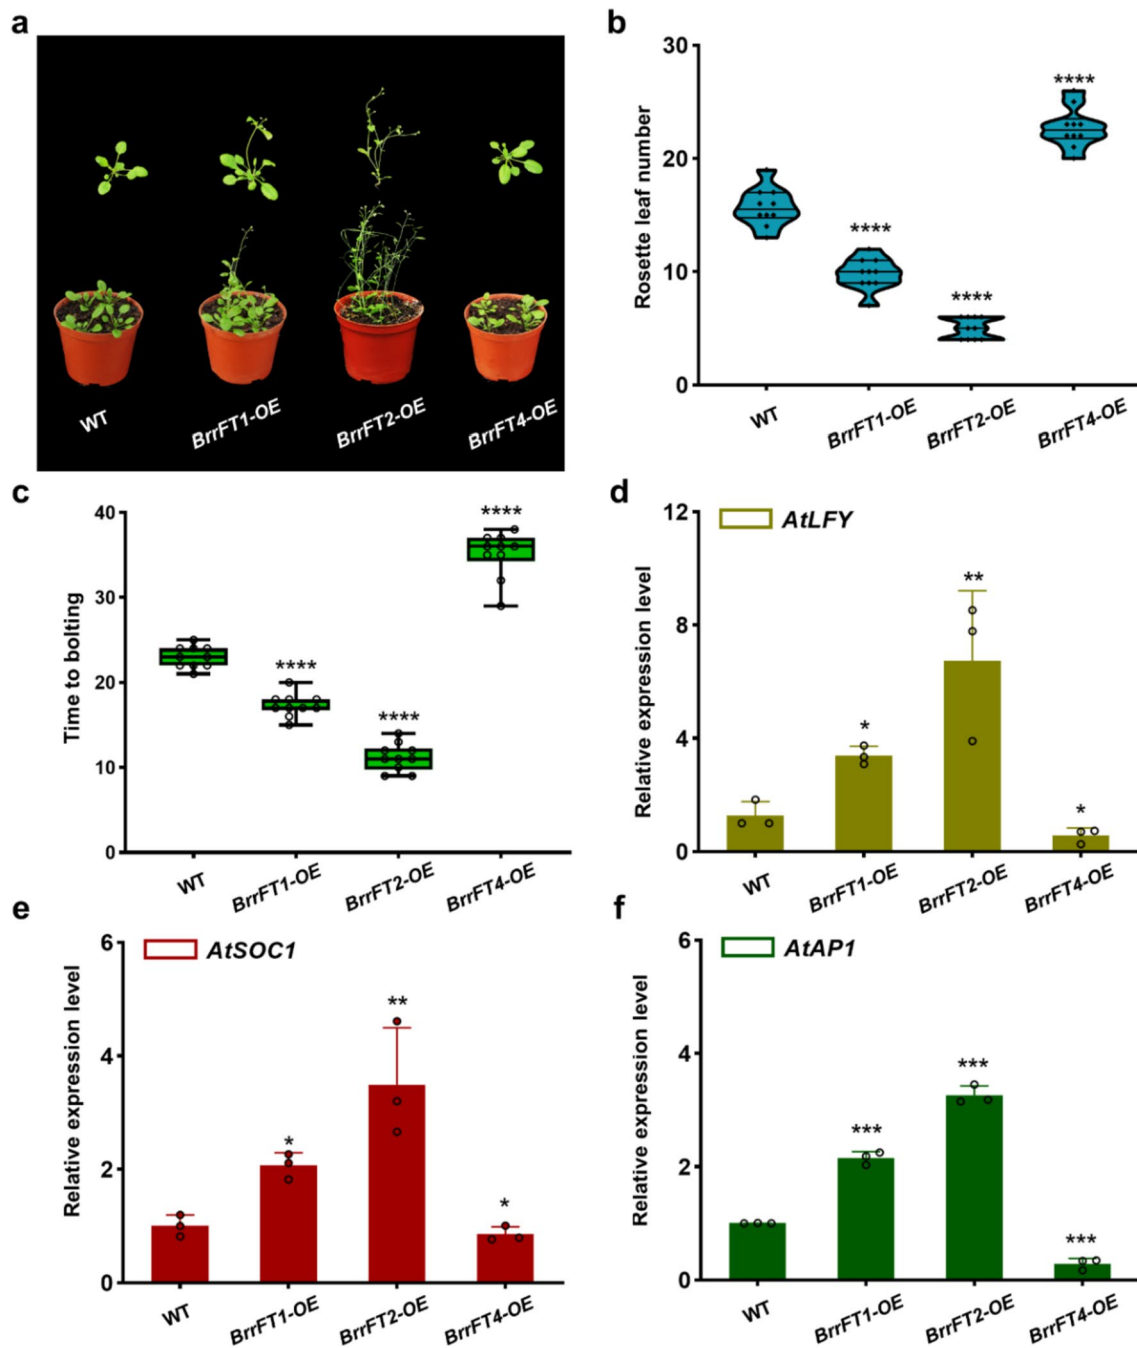 a
WT
BrrFT1-OE
BrrFT2-OE
BrrFT4-OE
b
Rosette leaf number
30
20
10
0
****
****
****
WT
BrrFT1-OE
BrrFT2-OE
BrrFT4-OE
c
Time to bolting
40
30
20
10
0
****
****
****
WT
BrrFT1-OE
BrrFT2-OE
BrrFT4-OE
d
AtLFY
Relative expression level
12
8
4
0
*
**
*
WT
BrrFT1-OE
BrrFT2-OE
BrrFT4-OE
e
AtSOC1
Relative expression level
6
4
2
0
*
**
*
WT
BrrFT1-OE
BrrFT2-OE
BrrFT4-OE
f
AtAP1
Relative expression level
6
4
2
0
***
***
***
WT
BrrFT1-OE
BrrFT2-OE
BrrFT4-OE